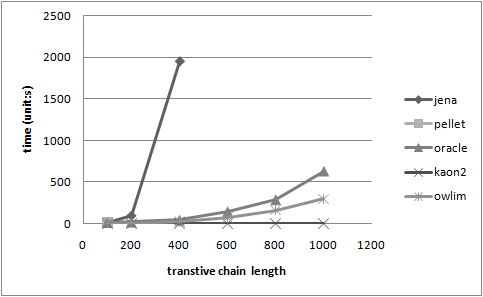 2500
2000
1500
1000
500
0
time (unit:s)
0 200 400 600 800 1000 1200
transtive chain length
jena
pellet
oracle
kaon2
owlim